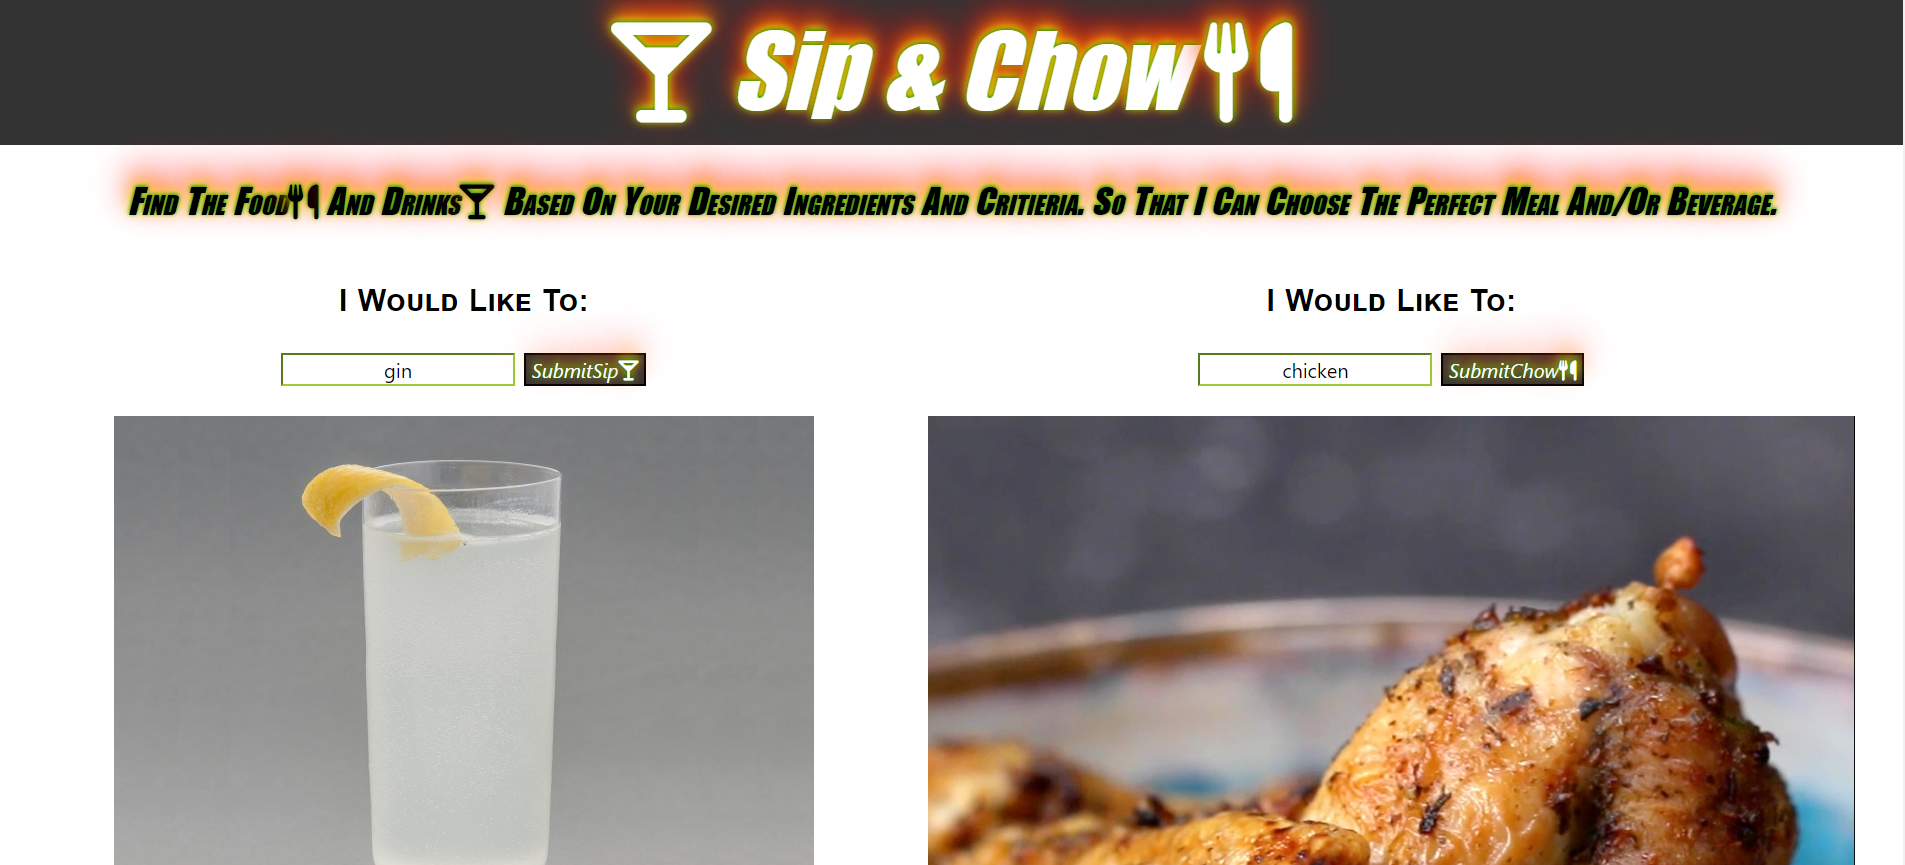 Sip & Chow
Find The Food And Drinks Based On Your Desired Ingredients And Critieria. So That I Can Choose The Perfect Meal And/Or Beverage.
I Would Like To:
I Would Like To:
gin SubmitSip
chicken SubmitChow